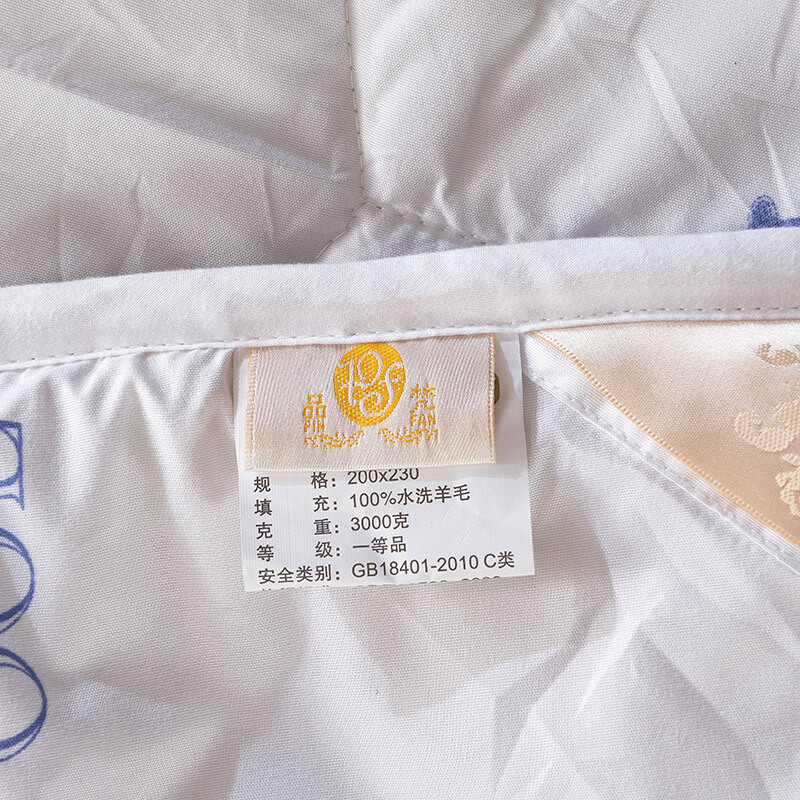 品 梵
PIN FAN
规 格: 200x230
填 充: 100%水洗羊毛
克 重: 3000克
等 级: 一等品
安全类别: GB18401-2010 C类